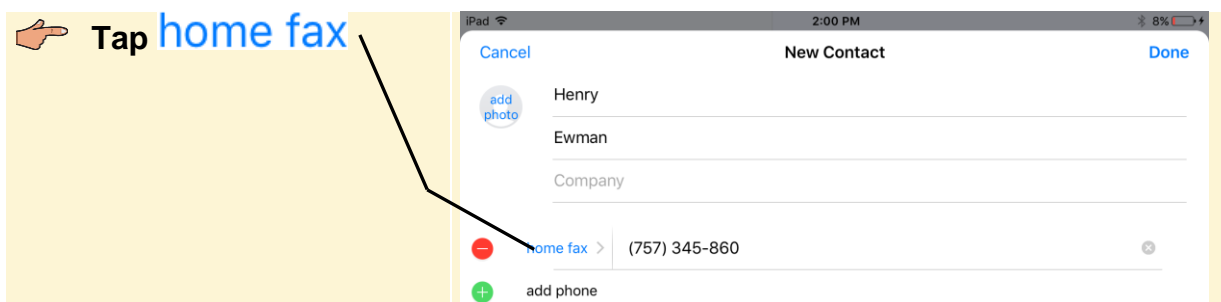 Tap home fax
iPad 2:00 PM 8%
Cancel New Contact Done
add
photo
Henry
Ewman
Company
home fax (757) 345-860
add phone